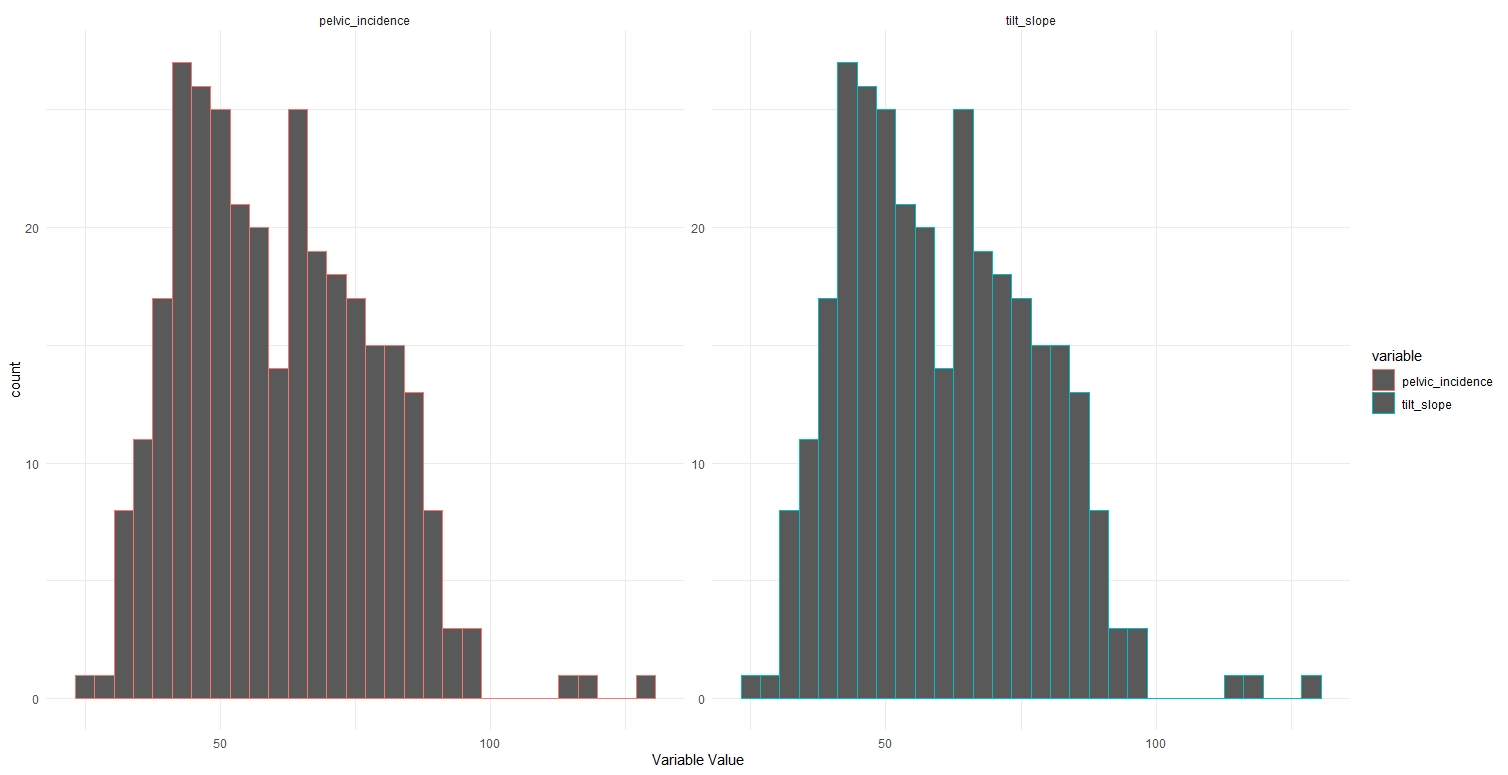 pelvic_incidence
tilt_slope
count
20
10
0
20
10
0
50
100
50
100
Variable Value
variable
pelvic_incidence
tilt_slope